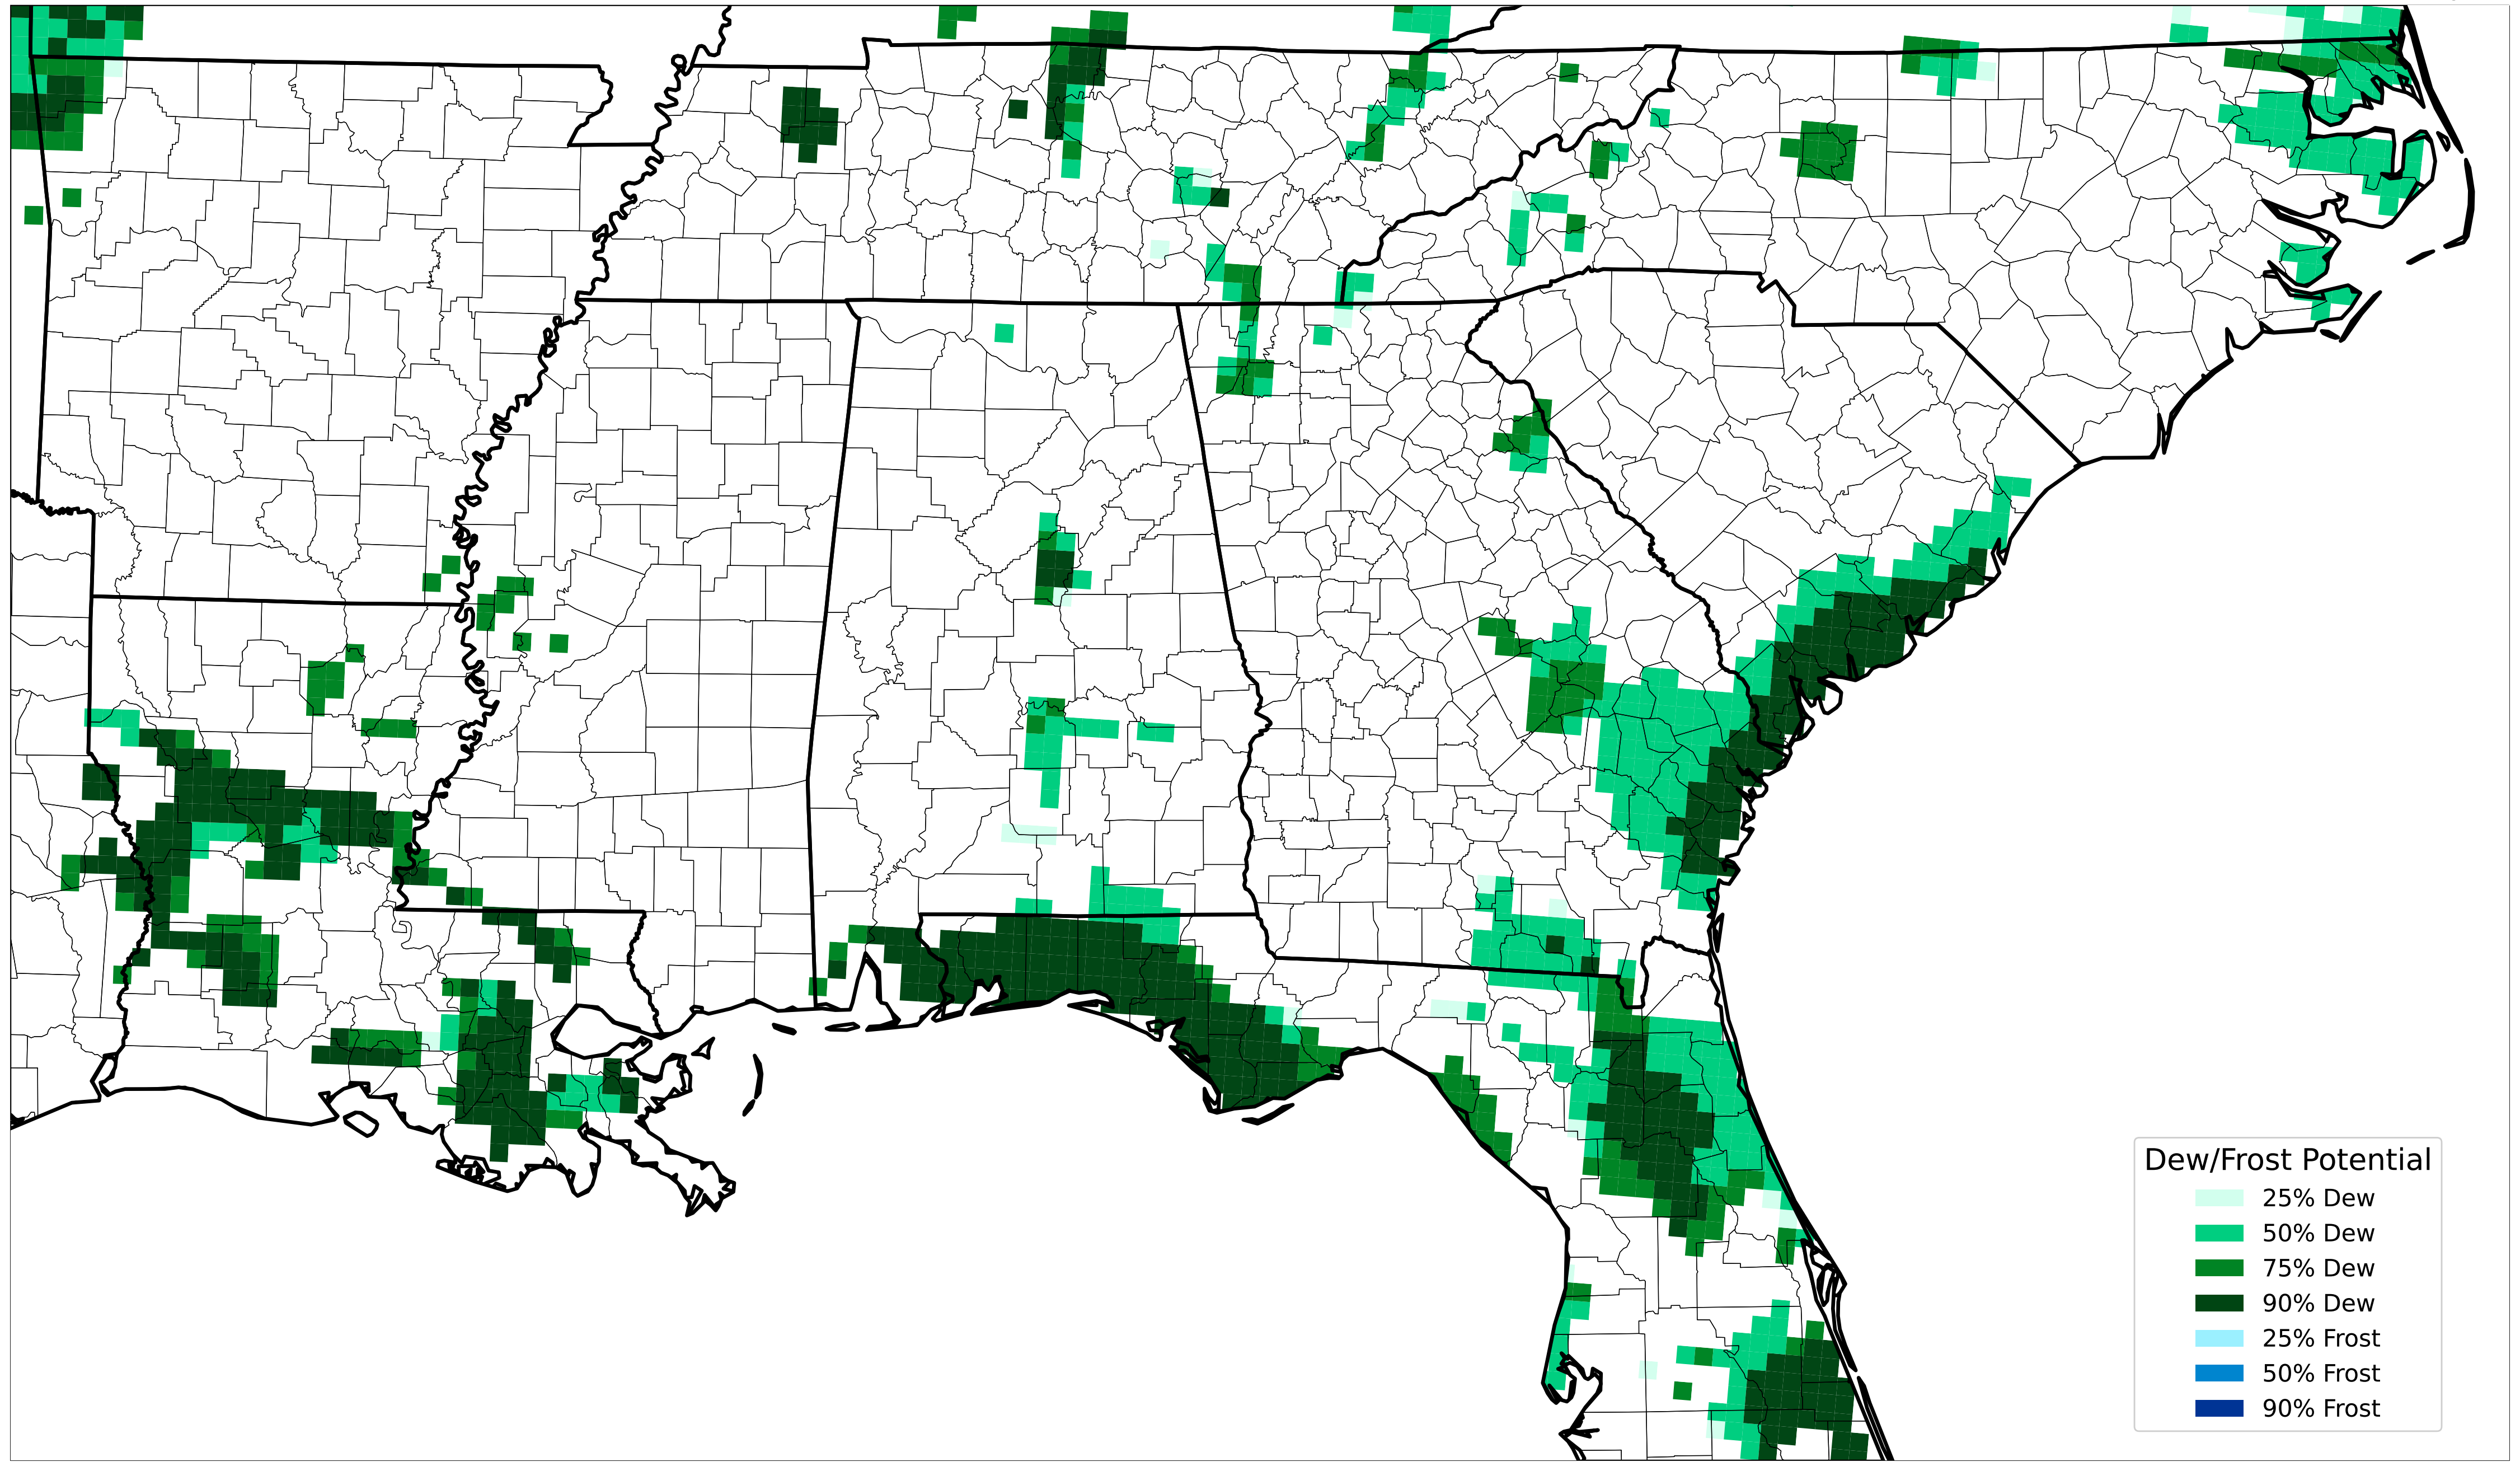 Dew/Frost Potential
25% Dew
50% Dew
75% Dew
90% Dew
25% Frost
50% Frost
90% Frost